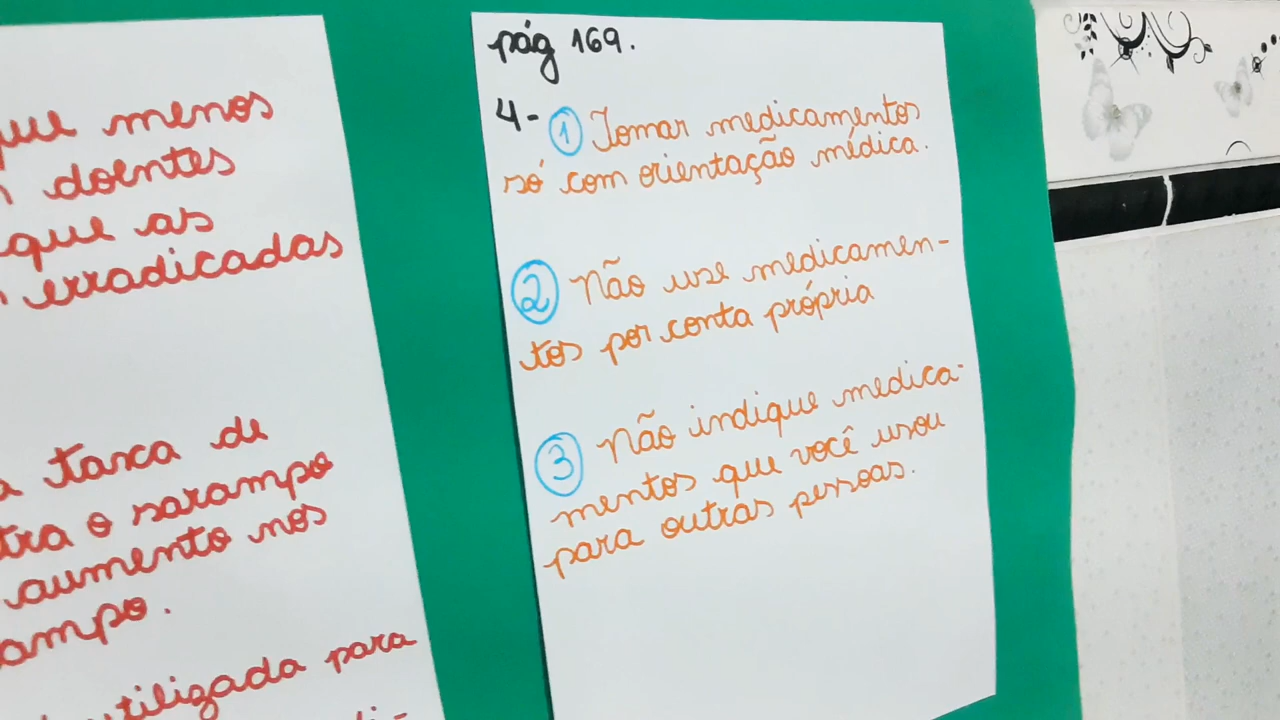 que menos
doentes
que as
erradicadas
a taxa de
o sarampo
aumento nos
utilizada para
pág 169.
4- 1 Tomar medicamentos
só com orientação médica.
2 Não use medicamen-
tos por conta própria
3 Não indique medica-
mentos que você usou
para outras pessoas.